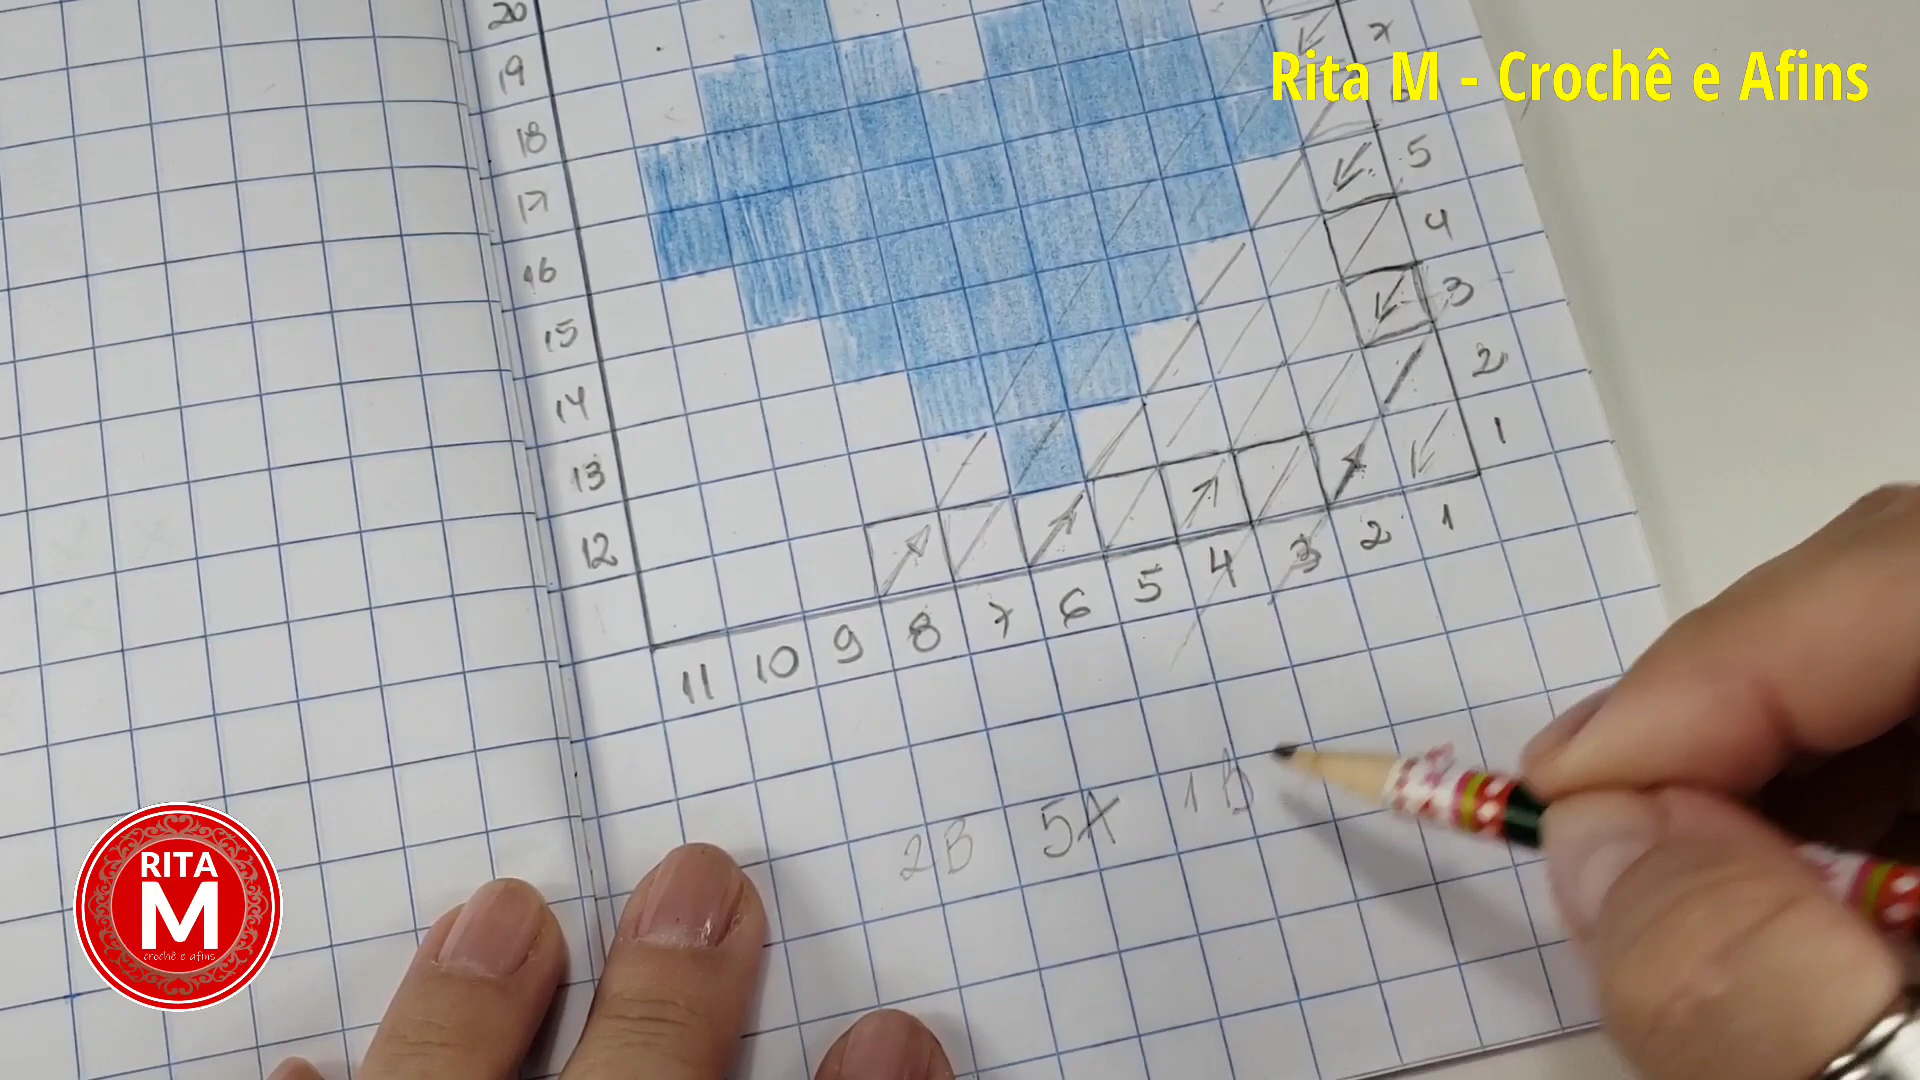 Rita M - Crochê e Afins
20
19
18
17
16
15
14
13
12
5
4
3
2
1
11 10 9 8 7 6 5 4 3 2 1
2B 5A 1B
RITA
M
crochê e afins